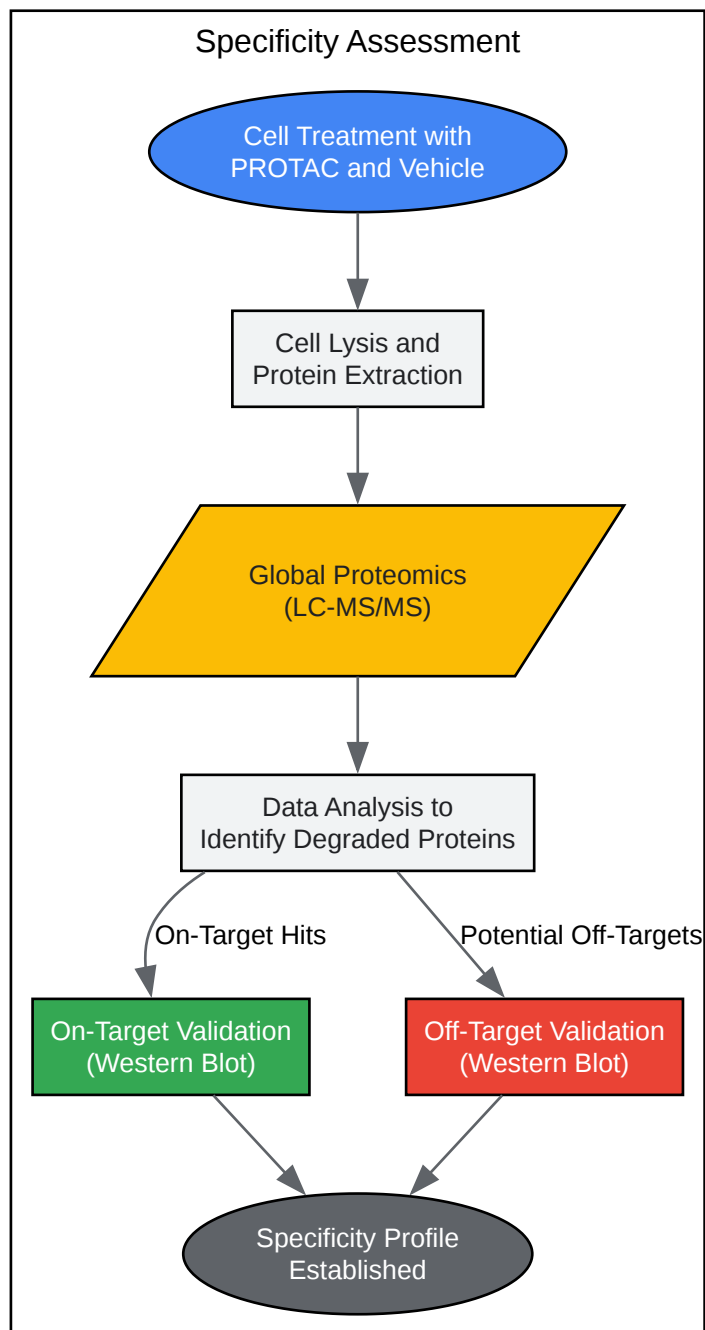 Specificity Assessment
Cell Treatment with
PROTAC and Vehicle
Cell Lysis and
Protein Extraction
Global Proteomics
(LC-MS/MS)
Data Analysis to
Identify Degraded Proteins
On-Target Hits
Potential Off-Targets
On-Target Validation
(Western Blot)
Off-Target Validation
(Western Blot)
Specificity Profile
Established